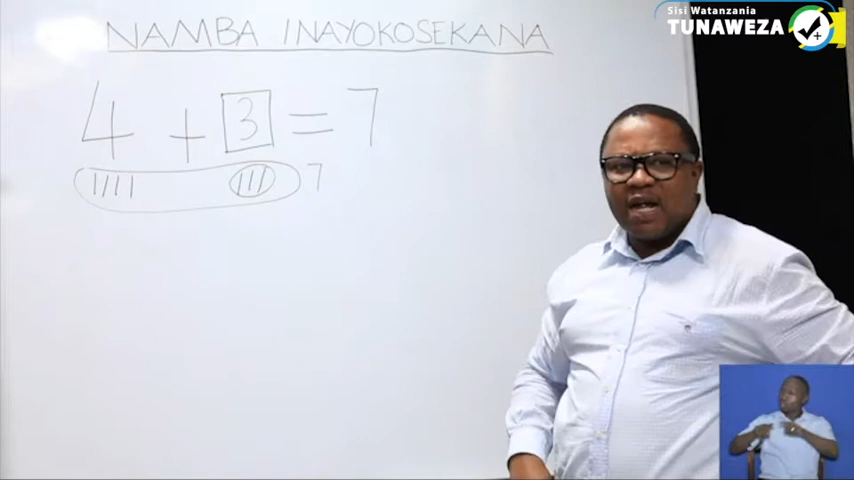 Sisi Watanzania
TUNAWEZA
NAMBA INAYOKOSEKANA
4 + 3 = 7
7